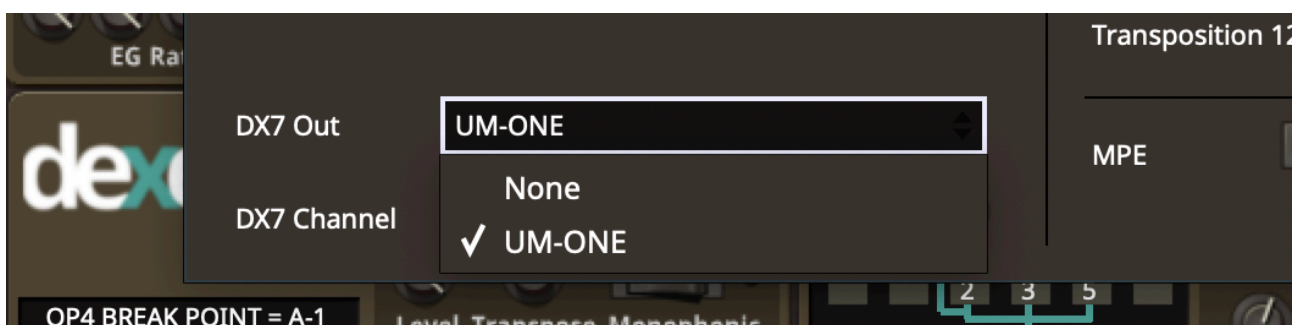 EG Ra
Transposition 12
DX7 Out
UM-ONE
MPE
None
DX7 Channel
✓ UM-ONE
dex
2 3 5
OP4 BREAK POINT = A-1
Level Transpose Monophonic